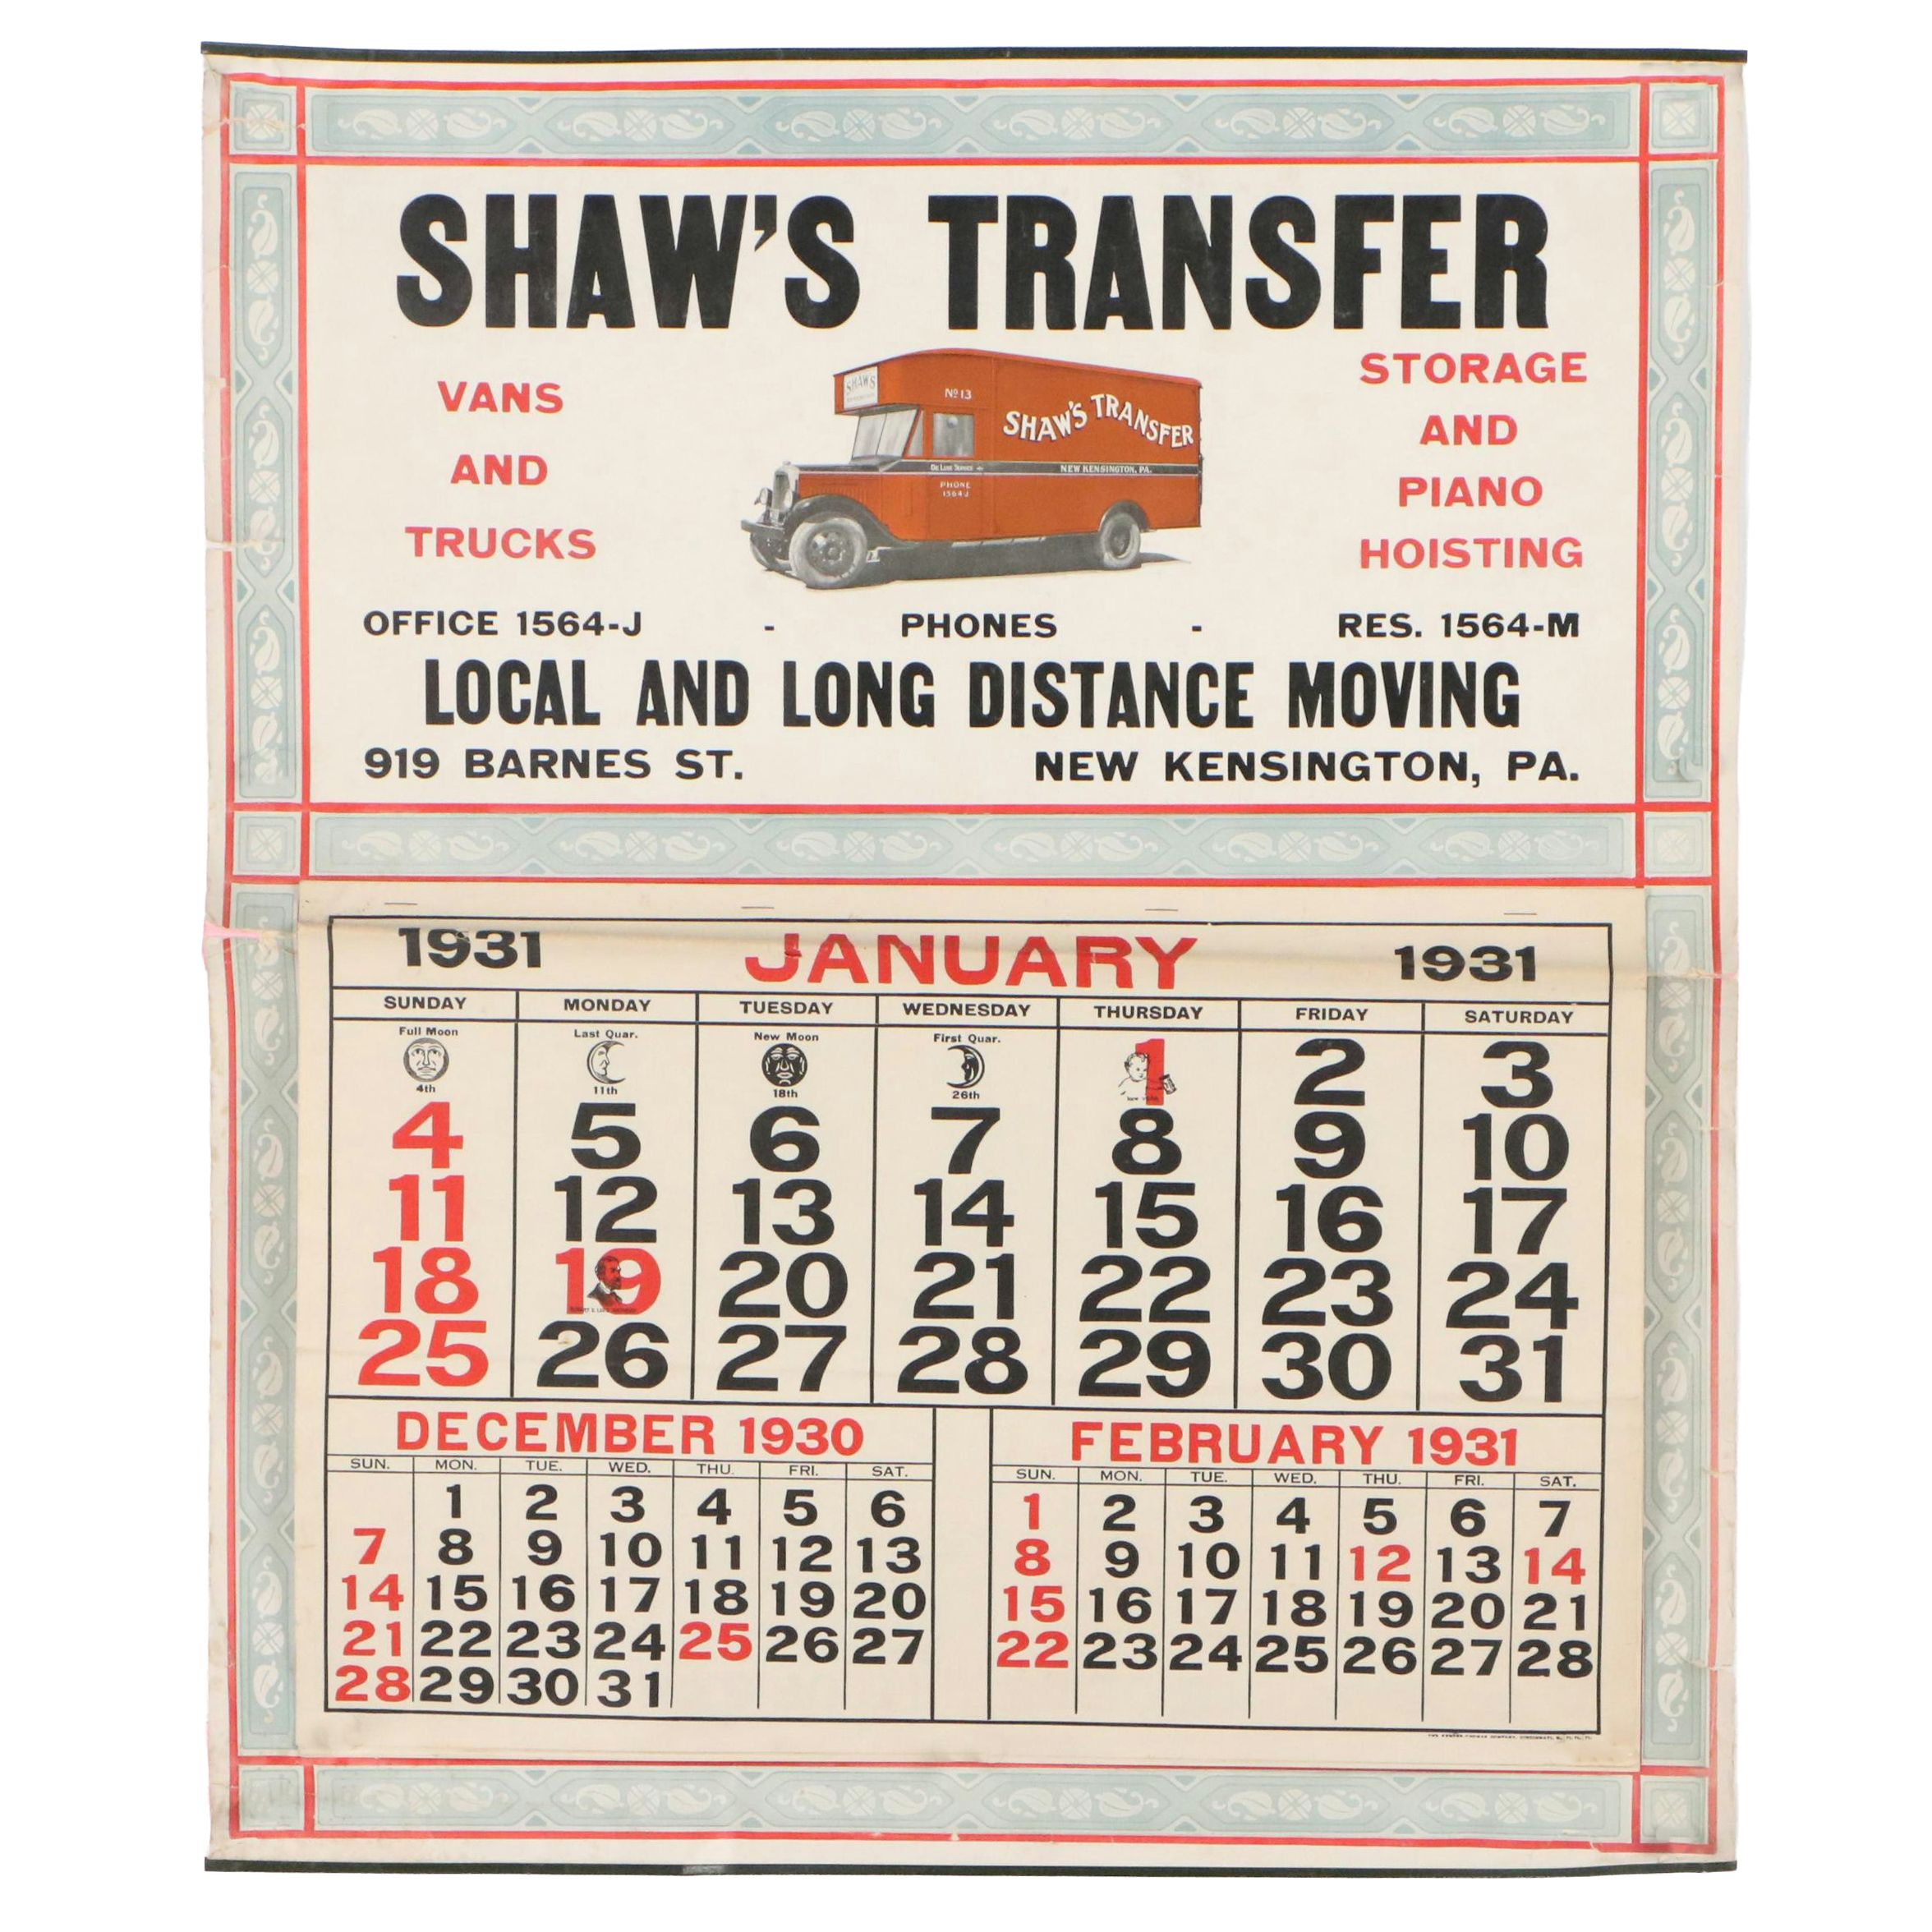 SHAW'S TRANSFER
VANS
AND
TRUCKS
SHAW'S
No 13
SHAW'S TRANSFER
De Luxe Service
NEW KENSINGTON, PA.
PHONE
1564 J
STORAGE
AND
PIANO
HOISTING
OFFICE 1564-J - PHONES - RES. 1564-M
LOCAL AND LONG DISTANCE MOVING
919 BARNES ST. NEW KENSINGTON, PA.
1931 JANUARY 1931
SUNDAY MONDAY TUESDAY WEDNESDAY THURSDAY FRIDAY SATURDAY
Full Moon Last Quar. New Moon First Quar.
4th 11th 18th 26th
1 2 3
4 5 6 7 8 9 10
11 12 13 14 15 16 17
18 19 20 21 22 23 24
25 26 27 28 29 30 31
DECEMBER 1930
SUN. MON. TUE. WED. THU. FRI. SAT.
1 2 3 4 5 6
7 8 9 10 11 12 13
14 15 16 17 18 19 20
21 22 23 24 25 26 27
28 29 30 31
FEBRUARY 1931
SUN. MON. TUE. WED. THU. FRI. SAT.
1 2 3 4 5 6 7
8 9 10 11 12 13 14
15 16 17 18 19 20 21
22 23 24 25 26 27 28